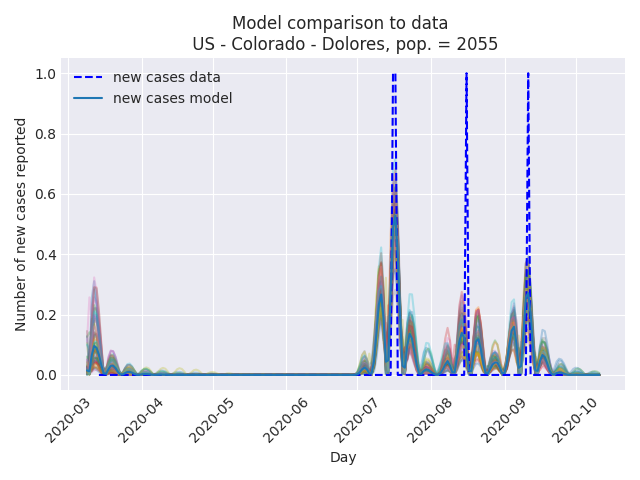 Model comparison to data
US - Colorado - Dolores, pop. = 2055
new cases data
new cases model
Number of new cases reported
1.0
0.8
0.6
0.4
0.2
0.0
2020-03
2020-04
2020-05
2020-06
2020-07
2020-08
2020-09
2020-10
Day